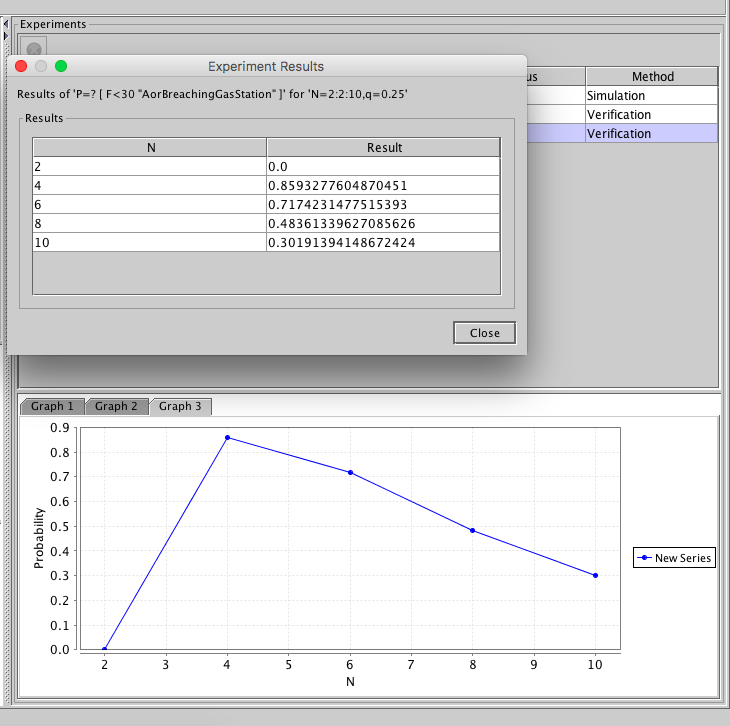 Experiments
Experiment Results
Results of 'P=? [ F<30 "AorBreachingGasStation" ]' for 'N=2:2:10,q=0.25'
Results
N Result
2 0.0
4 0.8593277604870451
6 0.7174231477515393
8 0.48361339627085626
10 0.30191394148672424
Close
us Method
Simulation
Verification
Verification
Graph 1 Graph 2 Graph 3
0.9
0.8
0.7
0.6
0.5
0.4
0.3
0.2
0.1
0.0
Probability
2 3 4 5 6 7 8 9 10
N
New Series